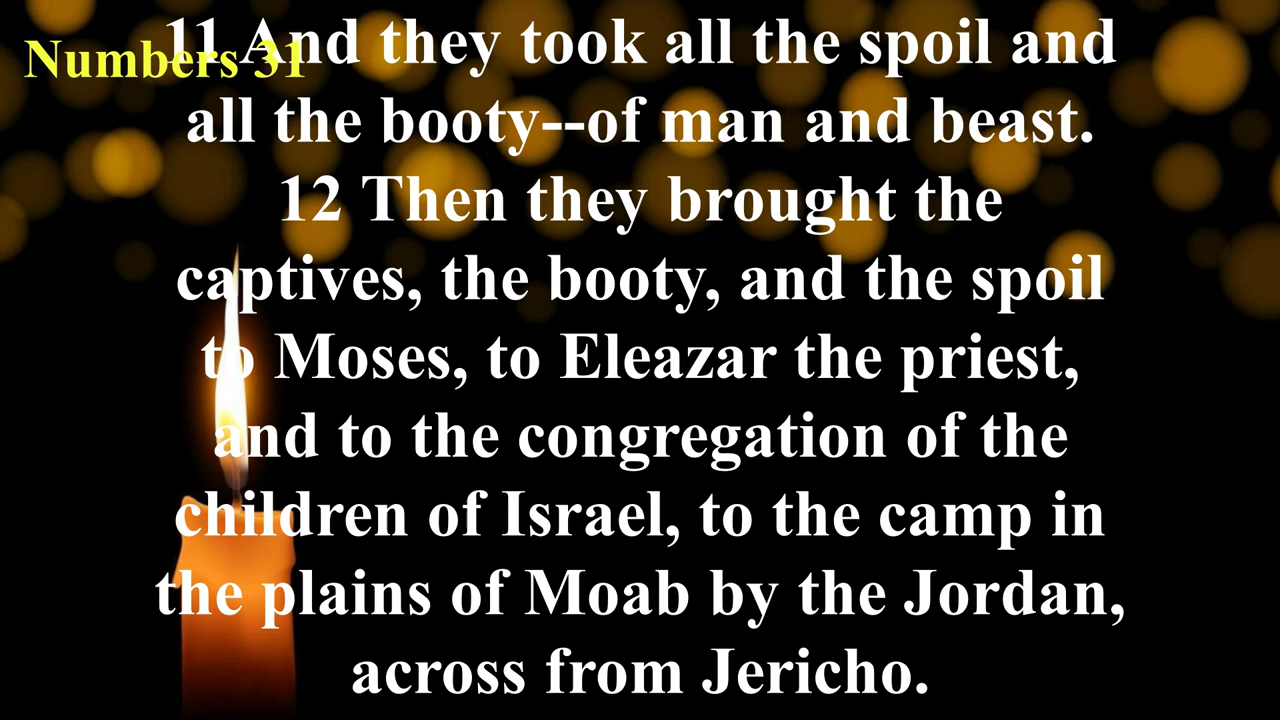 Numbers 31
11 And they took all the spoil and
all the booty--of man and beast.
12 Then they brought the
captives, the booty, and the spoil
to Moses, to Eleazar the priest,
and to the congregation of the
children of Israel, to the camp in
the plains of Moab by the Jordan,
across from Jericho.